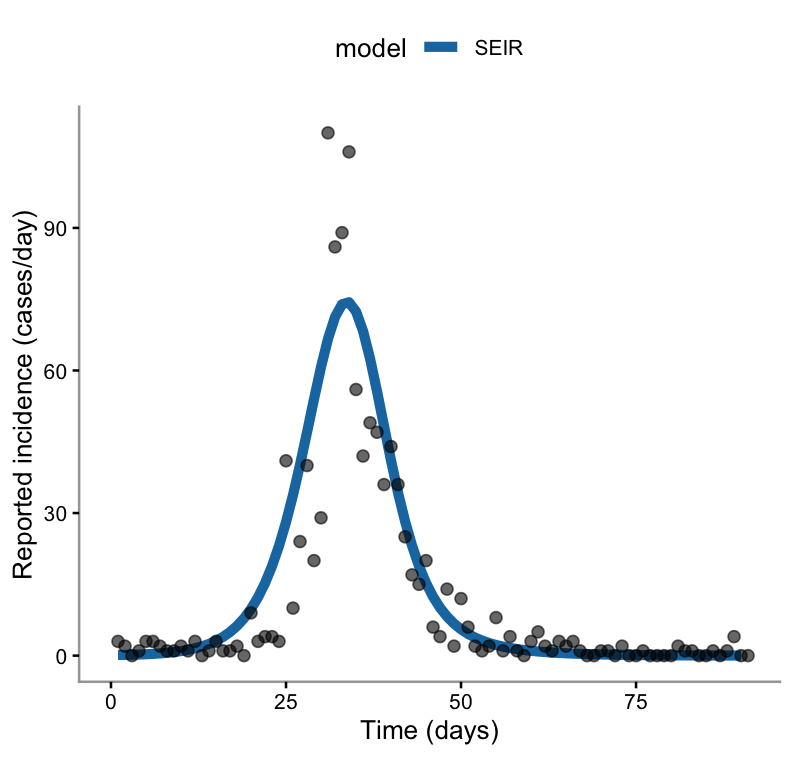 model SEIR
Reported incidence (cases/day)
90
60
30
0
0 25 50 75
Time (days)